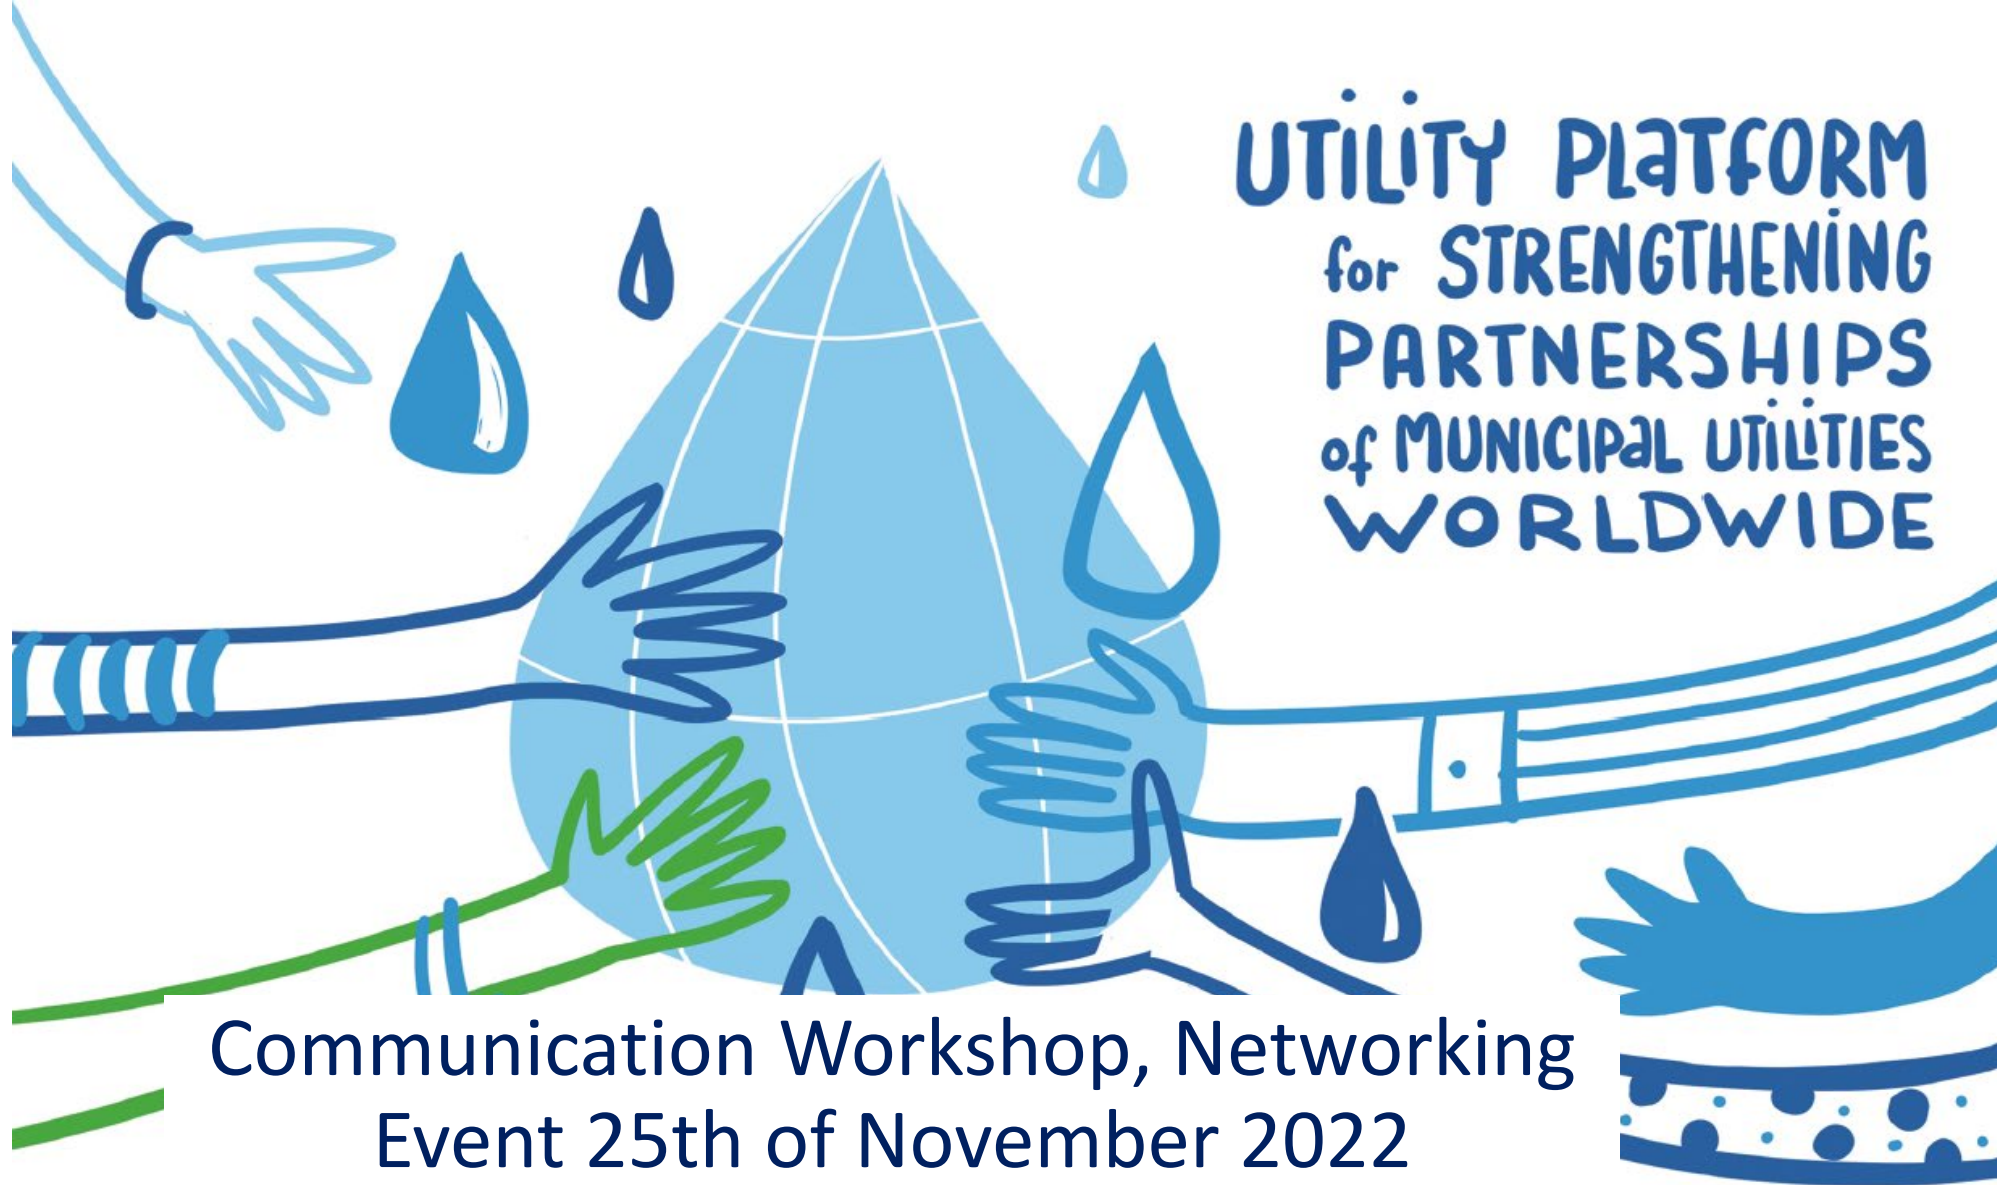 UTILITY PLATFORM
for STRENGTHENING
PARTNERSHIPS
of MUNICIPAL UTILITIES
WORLDWIDE
Communication Workshop, Networking
Event 25th of November 2022